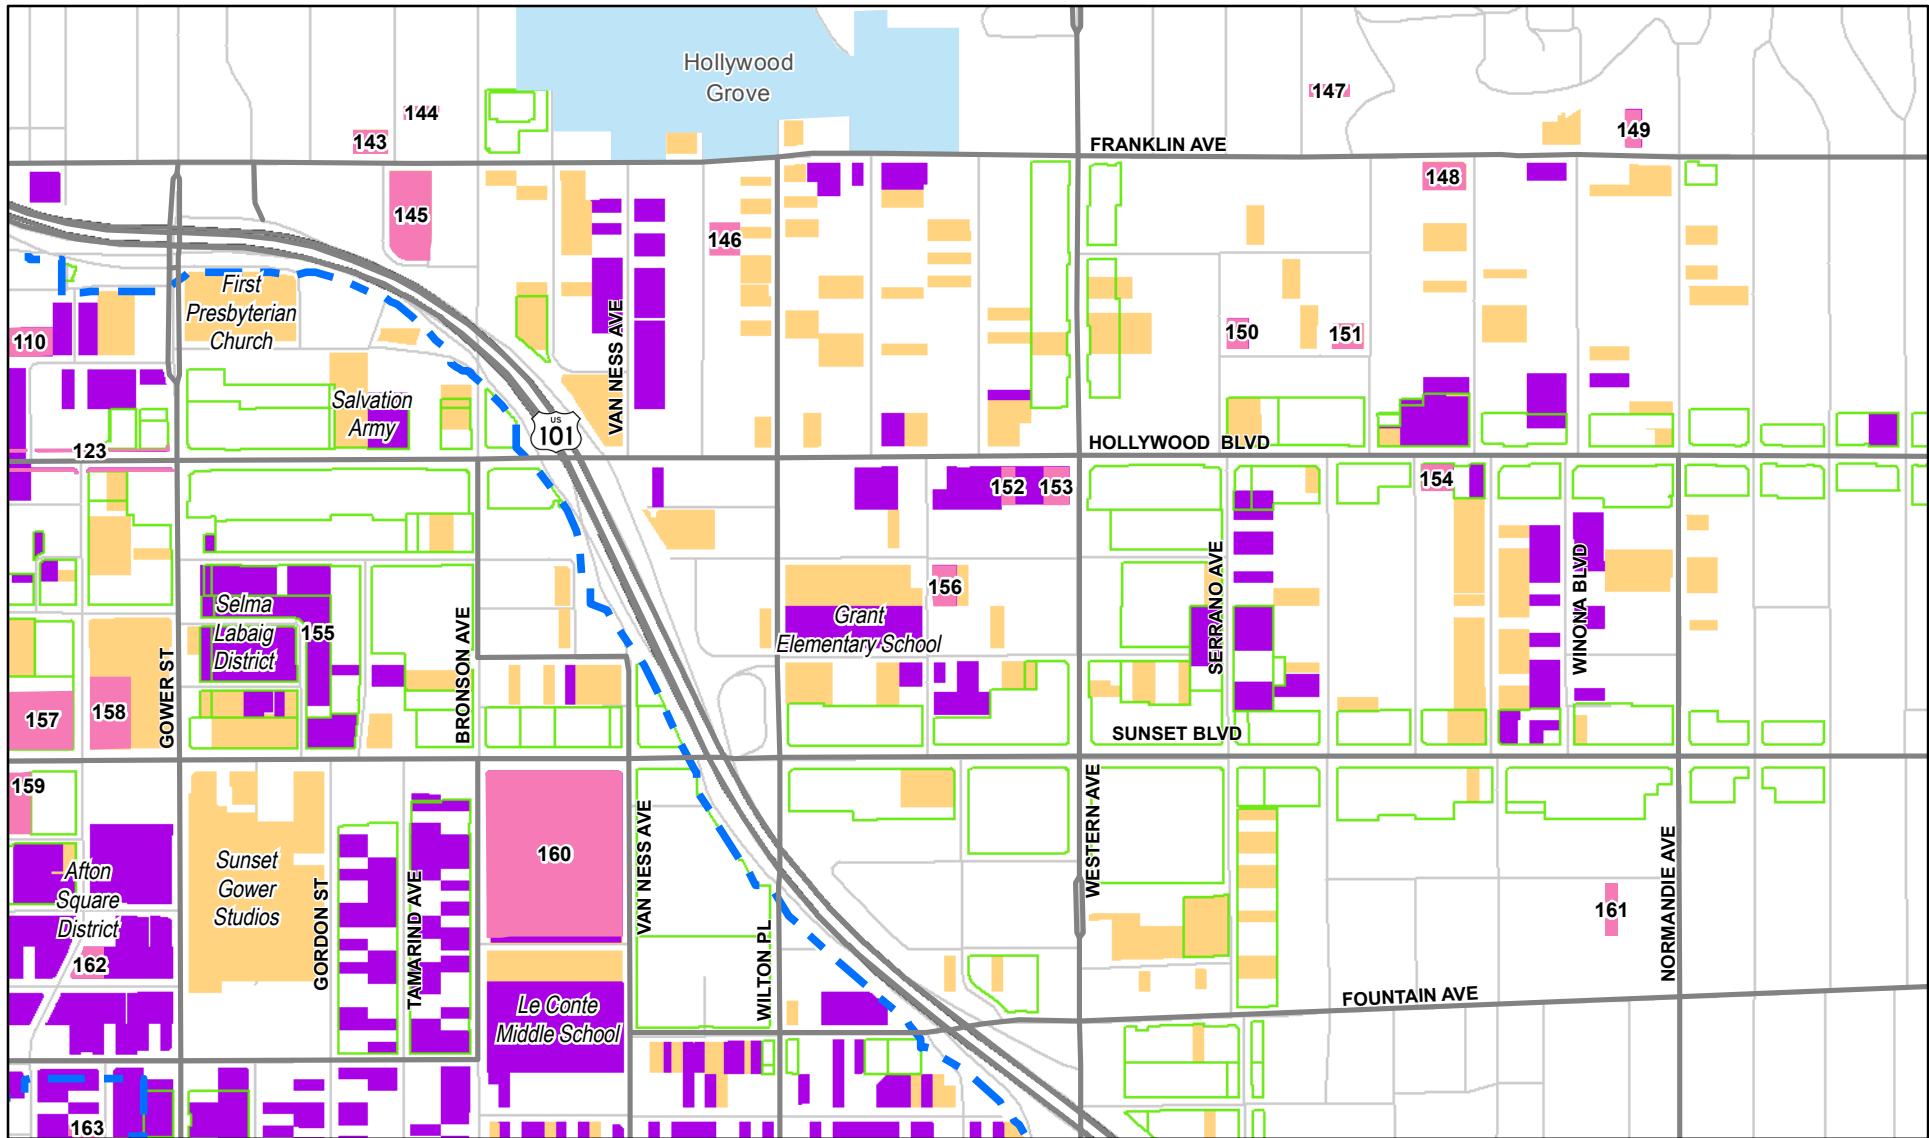 Hollywood
Grove
147
144
149
143
FRANKLIN AVE
148
145
146
First
Presbyterian
Church
110
VAN NESS AVE
150
151
Salvation
Army
US
101
HOLLYWOOD BLVD
123
152
153
154
SERRANO AVE
WINONA BLVD
156
Selma
Labaig
District
155
Grant
Elementary School
BRONSON AVE
GOWER ST
157
158
SUNSET BLVD
159
WESTERN AVE
160
VAN NESS AVE
NORMANDIE AVE
Afton
Square
District
Sunset
Gower
Studios
GORDON ST
TAMARIND AVE
161
WILTON PL
162
Le Conte
Middle School
FOUNTAIN AVE
163